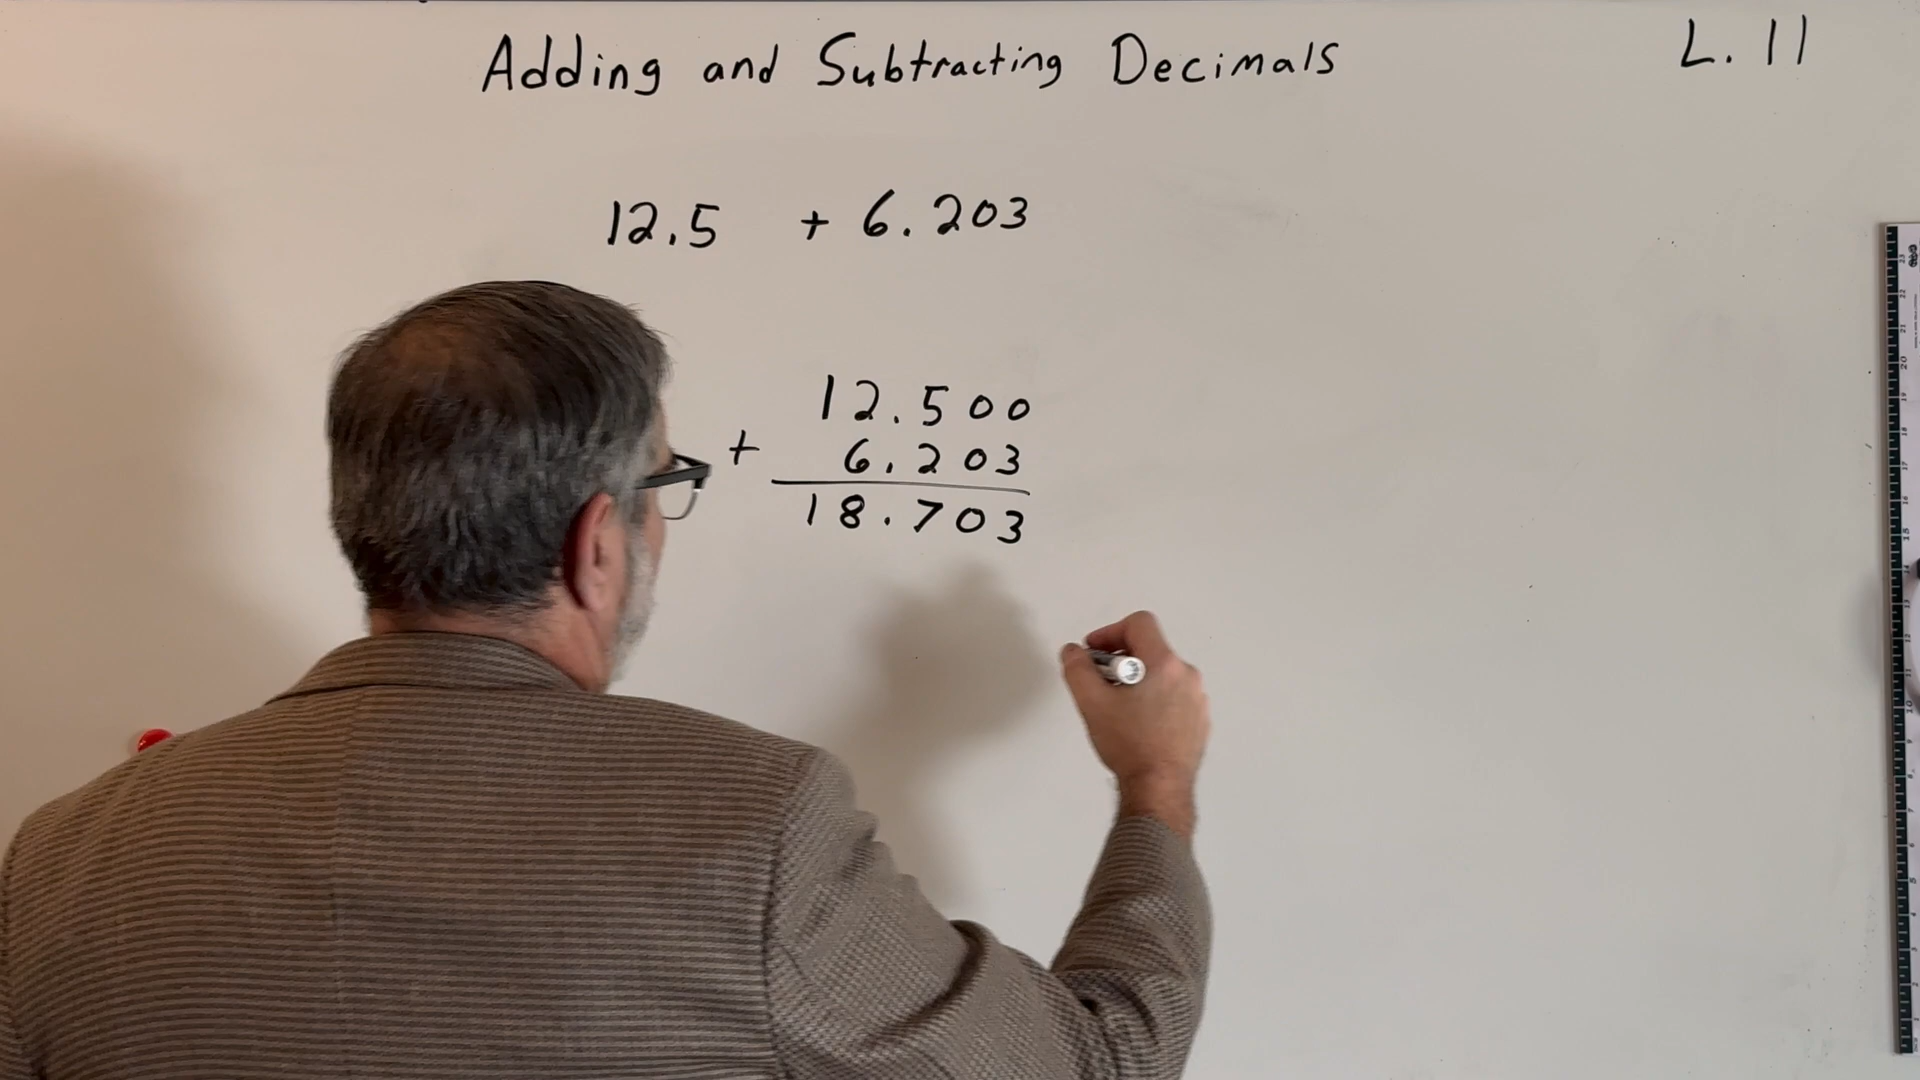 Adding and Subtracting Decimals L. 11
12.5 + 6.203
12.500
+ 6.203
18.703